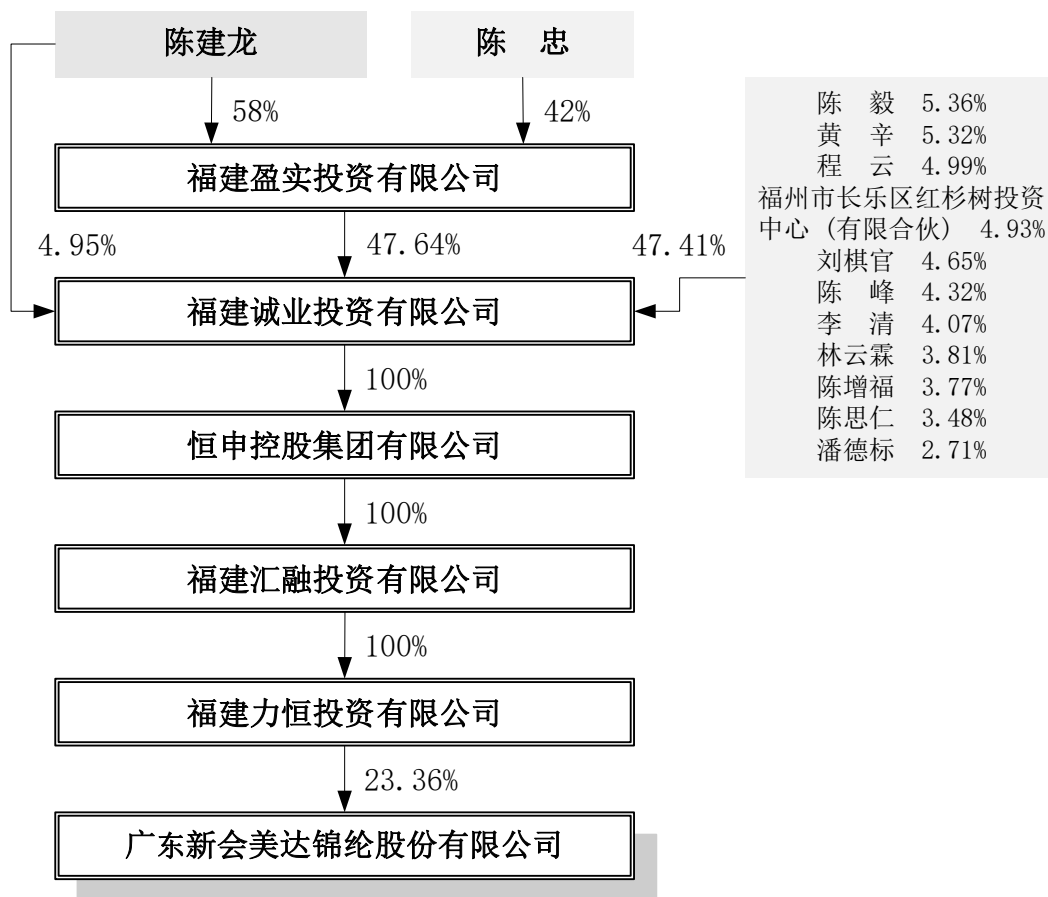 陈建龙
陈 忠
58%
42%
福建盈实投资有限公司
4.95%
47.64%
47.41%
陈 毅 5.36%
黄 辛 5.32%
程 云 4.99%
福州市长乐区红杉树投资
中心 (有限合伙) 4.93%
刘棋官 4.65%
陈 峰 4.32%
李 清 4.07%
林云霖 3.81%
陈增福 3.77%
陈思仁 3.48%
潘德标 2.71%
福建诚业投资有限公司
100%
恒申控股集团有限公司
100%
福建汇融投资有限公司
100%
福建力恒投资有限公司
23.36%
广东新会美达锦纶股份有限公司